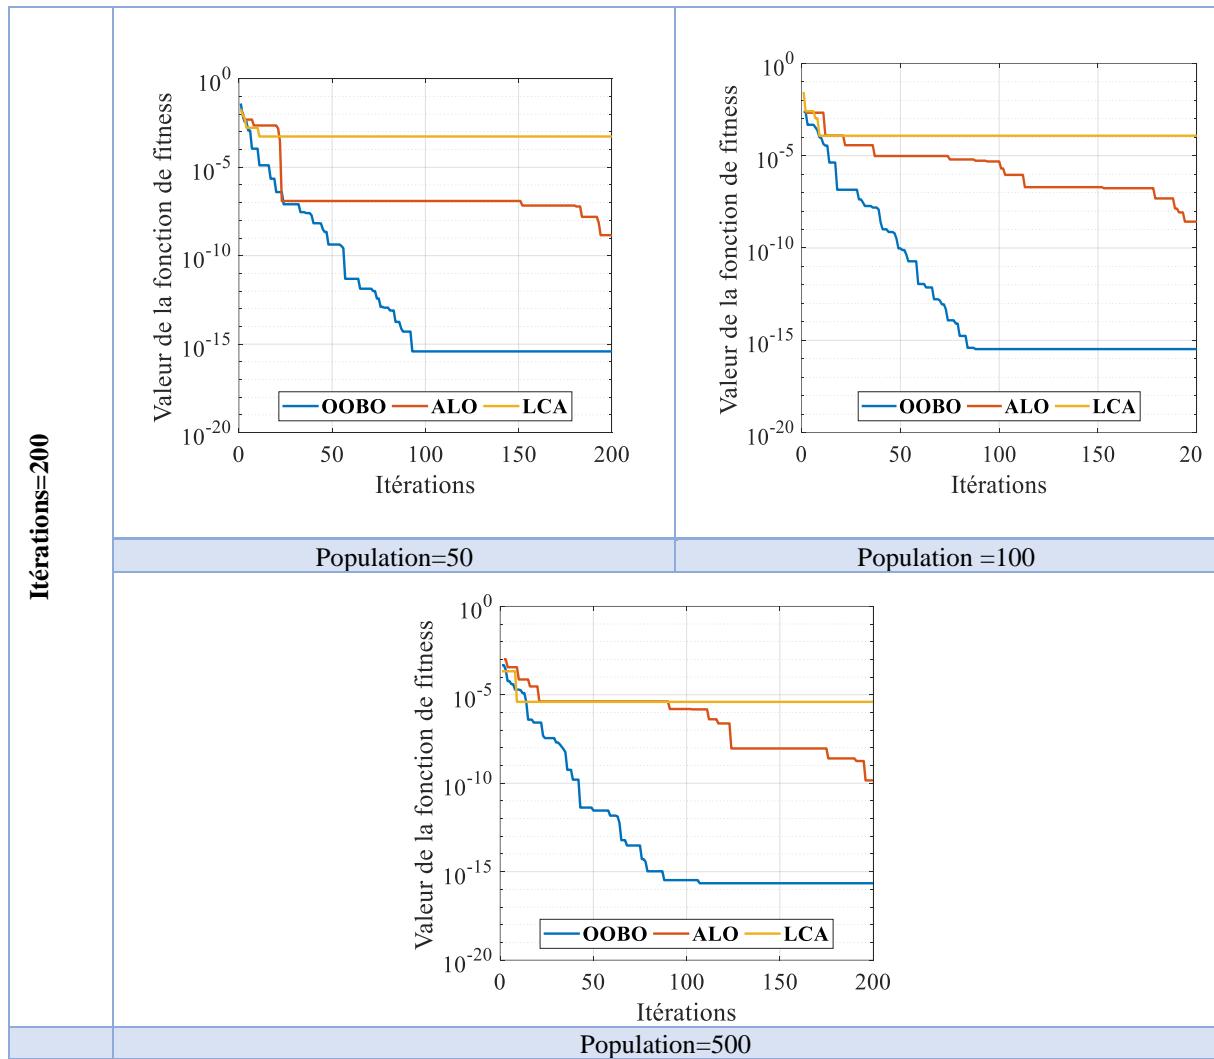 Itérations=200
Valeur de la fonction de fitness
10^0
10^-5
10^-10
10^-15
10^-20
OOBO ALO LCA
0 50 100 150 200
Itérations
Valeur de la fonction de fitness
10^0
10^-5
10^-10
10^-15
10^-20
OOBO ALO LCA
0 50 100 150 20
Itérations
Population=50
Population =100
Valeur de la fonction de fitness
10^0
10^-5
10^-10
10^-15
10^-20
OOBO ALO LCA
0 50 100 150 200
Itérations
Population=500